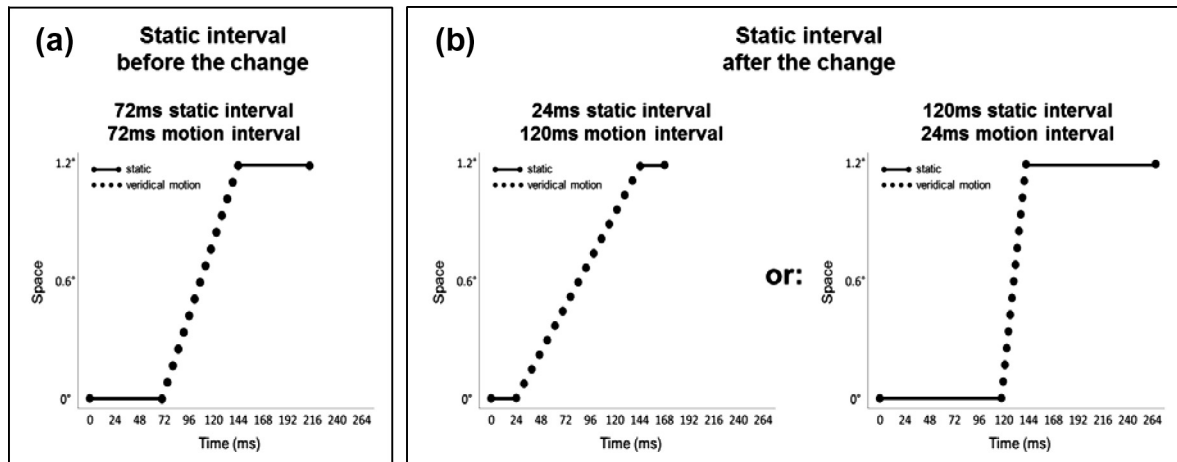 (a)
Static interval
before the change
72ms static interval
72ms motion interval
1.2°
static
veridical motion
0.6°
Space
0°
0 24 48 72 96 120 144 168 192 216 240 264
Time (ms)
(b)
Static interval
after the change
24ms static interval
120ms motion interval
1.2°
static
veridical motion
0.6°
Space
0°
0 24 48 72 96 120 144 168 192 216 240 264
Time (ms)
or:
120ms static interval
24ms motion interval
1.2°
static
veridical motion
0.6°
Space
0°
0 24 48 72 96 120 144 168 192 216 240 264
Time (ms)